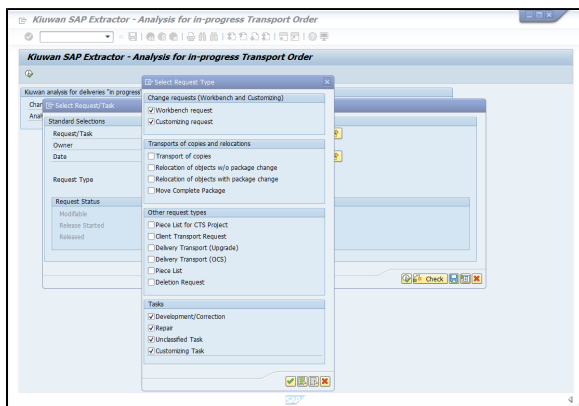 Kiuwan SAP Extractor - Analysis for in-progress Transport Order
Kiuwan SAP Extractor - Analysis for in-progress Transport Order
Kiuwan analysis for deliveries "in progress"
Select Request/Task
Standard Selections
Request/Task
Owner
Date
Request Type
Request Status
Modifiable
Release Started
Released
Check
Select Request Type
Change requests (Workbench and Customizing)
Workbench request
Customizing request
Transports of copies and relocations
Transport of copies
Relocation of objects w/o package change
Relocation of objects with package change
Move Complete Package
Other request types
Piece List for CTS Project
Client Transport Request
Delivery Transport (Upgrade)
Delivery Transport (OCS)
Piece List
Deletion Request
Tasks
Development/Correction
Repair
Unclassified Task
Customizing Task
SAP